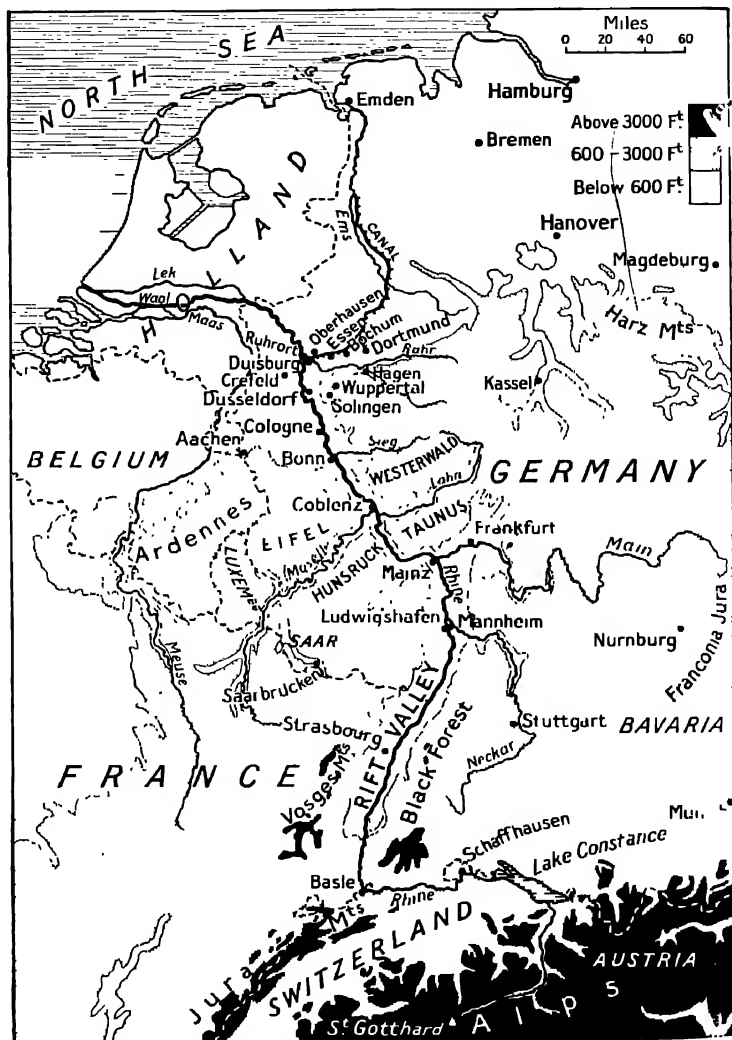 Miles
0 20 40 60
NORTH SEA
Hamburg
Emden
Above 3000 Ft.
Bremen
600 - 3000 Ft
Below 600 Ft
HOLLAND
Ems
CANAL
Hanover
Magdeburg
Lek
Waal
Maas
Harz Mts
Ruhrort
Oberhausen
Essen
Bochum
Dortmund
Duisburg
Ruhr
Crefeld
Hagen
Wuppertal
Kassel
Dusseldorf
Solingen
Cologne
Aachen
Sieg
BELGIUM
Bonn
WESTERWALD
GERMANY
Lahn
Coblenz
Ardennes
EIFEL
TAUNUS
Frankfurt
LUXEMB
HUNSRUCK
Mainz
Main
Rhine
Ludwigshafen
Mannheim
Meuse
SAAR
Nurnburg
Franconia Jura
Saarbrucken
Strasbourg
RIFT VALLEY
Stuttgart
BAVARIA
Neckar
FRANCE
Vosges Mts
Black Forest
Schaffhausen
Lake Constance
Basle
Rhine
Jura Mts
SWITZERLAND
AUSTRIA
St Gotthard
Alps